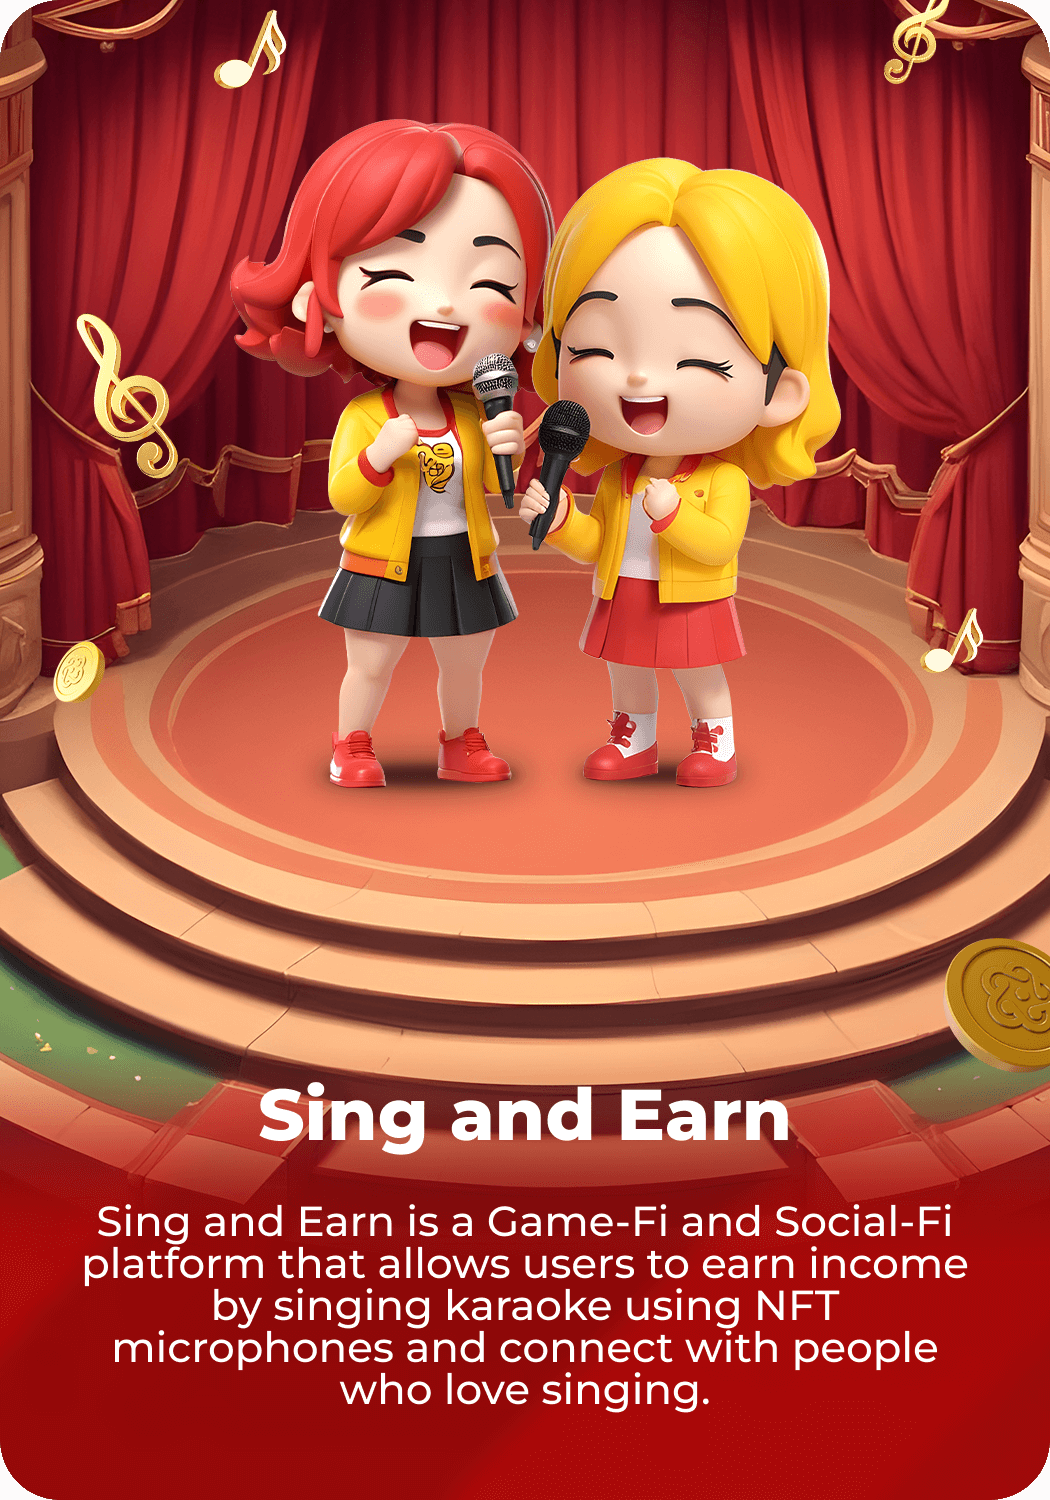 Sing and Earn
Sing and Earn is a Game-Fi and Social-Fi
platform that allows users to earn income
by singing karaoke using NFT
microphones and connect with people
who love singing.